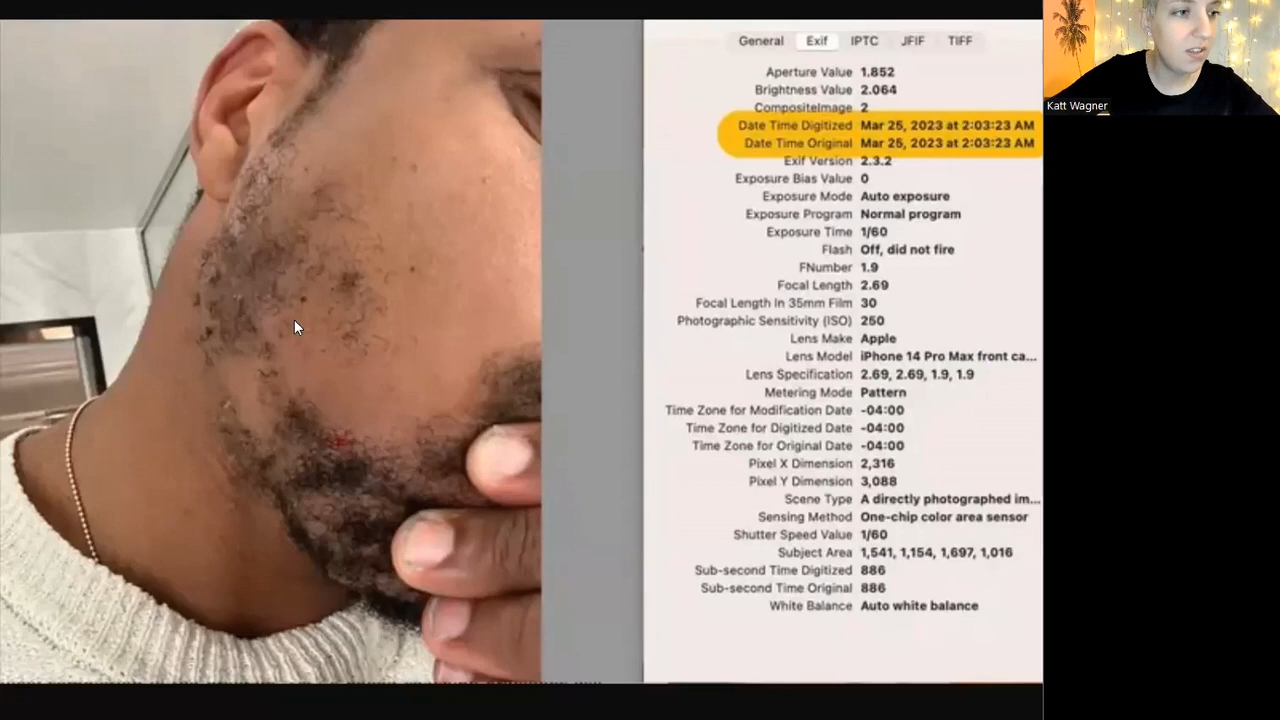 General Exif IPTC JFIF TIFF
Aperture Value 1.852
Brightness Value 2.064
CompositeImage 2
Date Time Digitized Mar 25, 2023 at 2:03:23 AM
Date Time Original Mar 25, 2023 at 2:03:23 AM
Exif Version 2.3.2
Exposure Bias Value 0
Exposure Mode Auto exposure
Exposure Program Normal program
Exposure Time 1/60
Flash Off, did not fire
FNumber 1.9
Focal Length 2.69
Focal Length In 35mm Film 30
Photographic Sensitivity (ISO) 250
Lens Make Apple
Lens Model iPhone 14 Pro Max front ca...
Lens Specification 2.69, 2.69, 1.9, 1.9
Metering Mode Pattern
Time Zone for Modification Date -04:00
Time Zone for Digitized Date -04:00
Time Zone for Original Date -04:00
Pixel X Dimension 2,316
Pixel Y Dimension 3,088
Scene Type A directly photographed im...
Sensing Method One-chip color area sensor
Shutter Speed Value 1/60
Subject Area 1,541, 1,154, 1,697, 1,016
Sub-second Time Digitized 886
Sub-second Time Original 886
White Balance Auto white balance
Katt Wagner